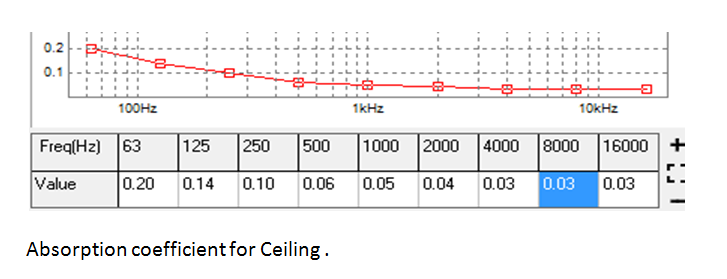 0.2
0.1
100Hz 1kHz 10kHz
Freq(Hz) 63 125 250 500 1000 2000 4000 8000 16000
Value 0.20 0.14 0.10 0.06 0.05 0.04 0.03 0.03 0.03
Absorption coefficient for Ceiling .